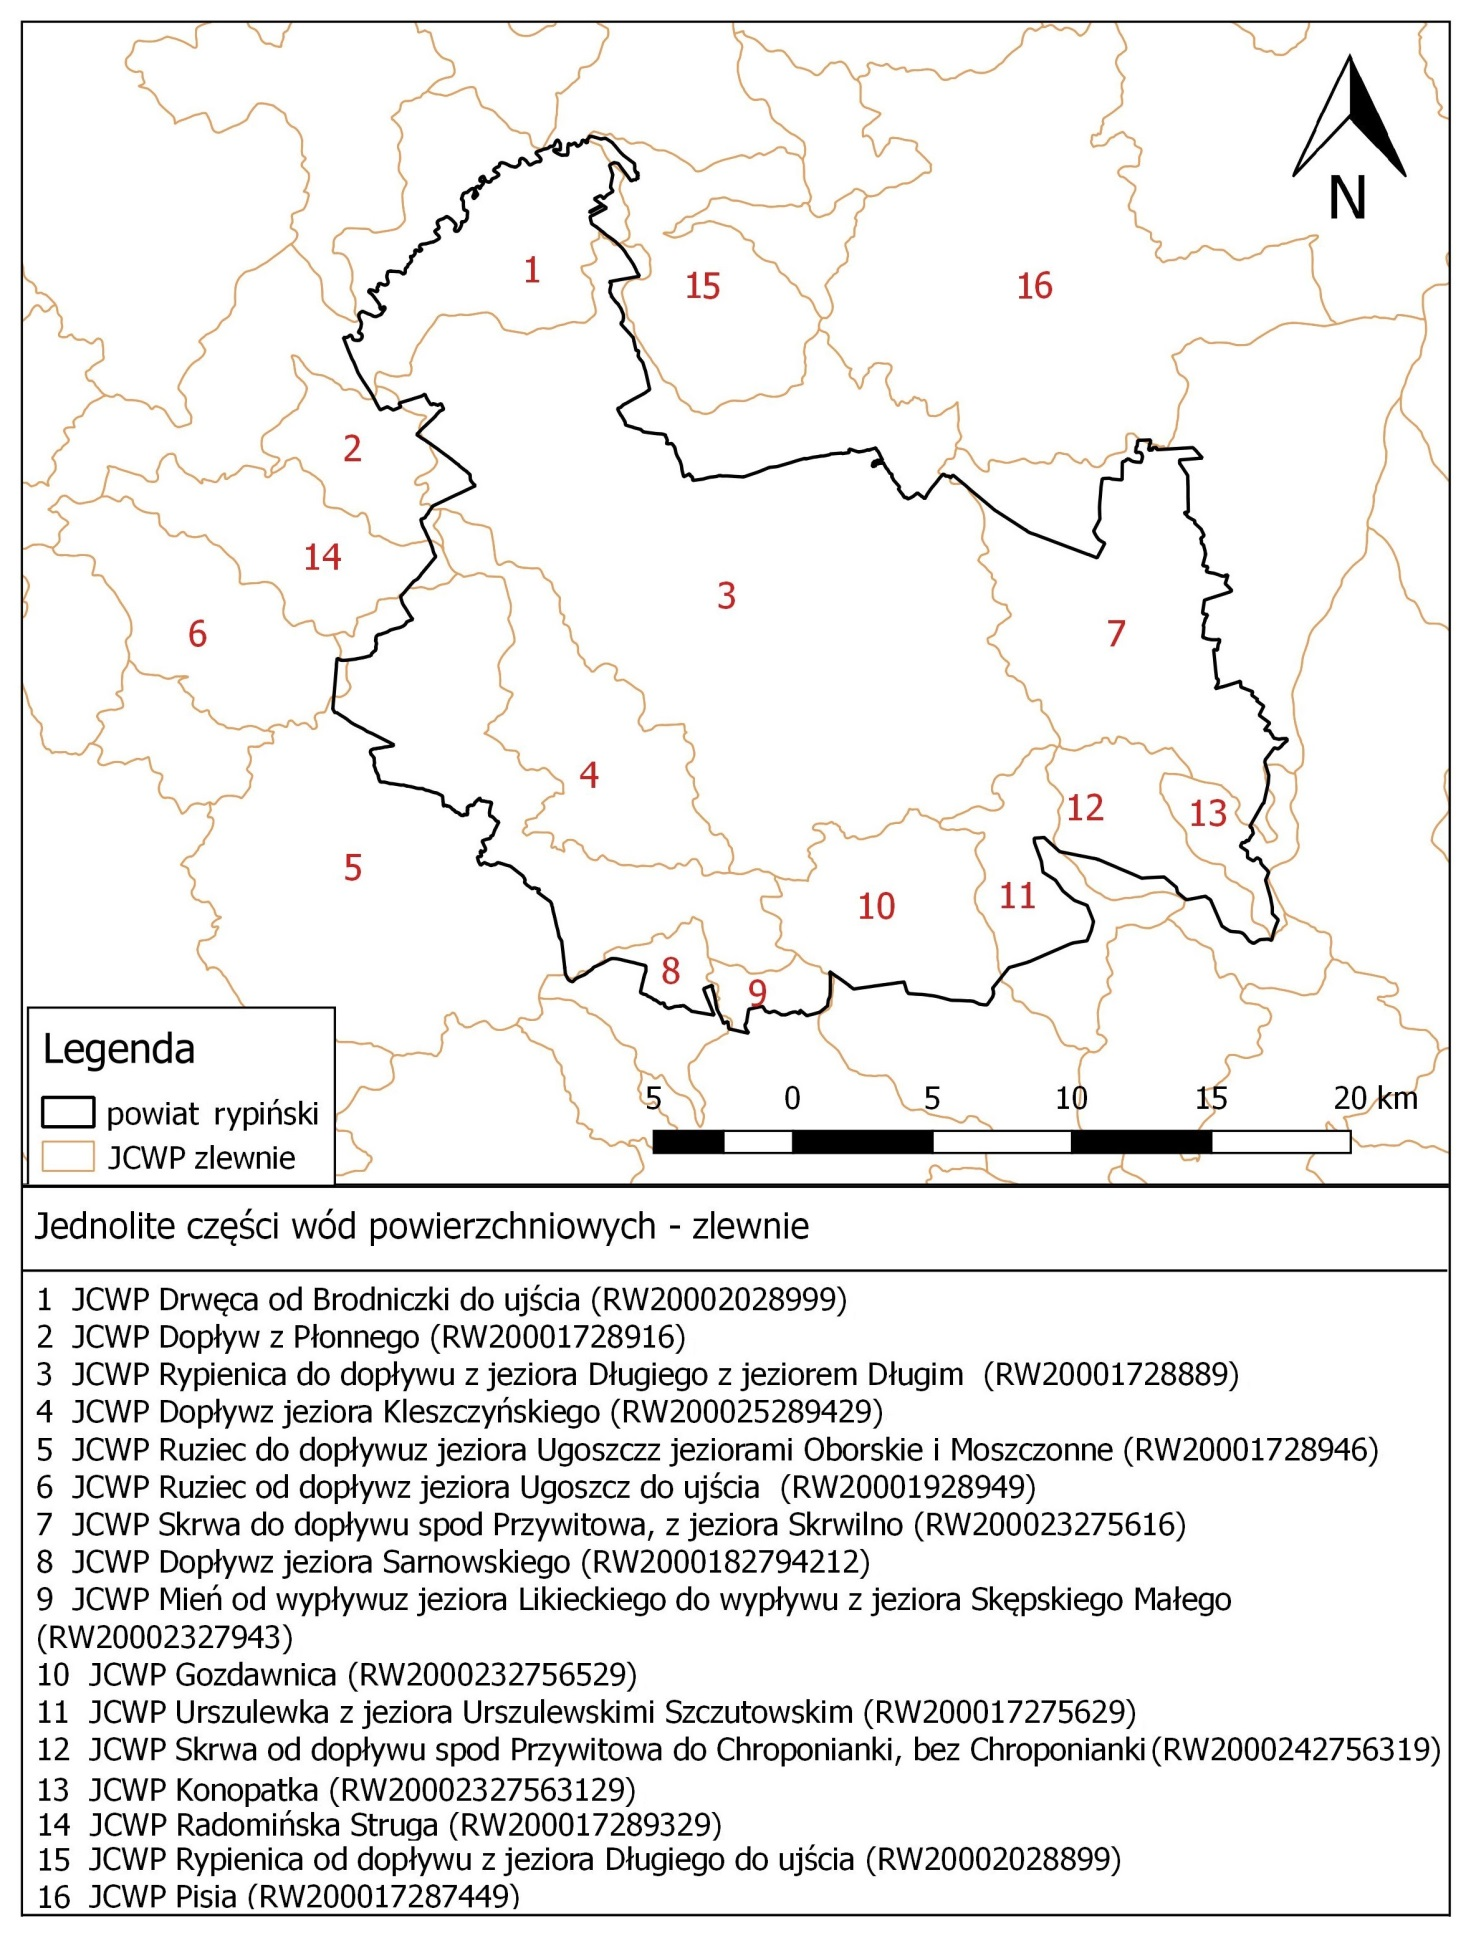 N
1
15
16
2
14
3
6
7
4
12
13
5
11
10
8
9
Legenda
powiat rypiński
JCWP zlewnie
5 0 5 10 15 20 km
Jednolite części wód powierzchniowych - zlewnie
1 JCWP Drwęca od Brodniczki do ujścia (RW20002028999)
2 JCWP Dopływ z Płonnego (RW20001728916)
3 JCWP Rypienica do dopływu z jeziora Długiego z jeziorem Długim (RW20001728889)
4 JCWP Dopływz jeziora Kleszczyńskiego (RW200025289429)
5 JCWP Ruziec do dopływuz jeziora Ugoszczz jeziorami Oborskie i Moszczonne (RW20001728946)
6 JCWP Ruziec od dopływz jeziora Ugoszcz do ujścia (RW20001928949)
7 JCWP Skrwa do dopływu spod Przywitowa, z jeziora Skrwilno (RW200023275616)
8 JCWP Dopływz jeziora Sarnowskiego (RW2000182794212)
9 JCWP Mień od wypływuz jeziora Likieckiego do wypływu z jeziora Skępskiego Małego
(RW20002327943)
10 JCWP Gozdawnica (RW2000232756529)
11 JCWP Urszulewka z jeziora Urszulewskimi Szczutowskim (RW200017275629)
12 JCWP Skrwa od dopływu spod Przywitowa do Chroponianki, bez Chroponianki (RW2000242756319)
13 JCWP Konopatka (RW20002327563129)
14 JCWP Radomińska Struga (RW200017289329)
15 JCWP Rypienica od dopływu z jeziora Długiego do ujścia (RW20002028899)
16 JCWP Pisia (RW200017287449)